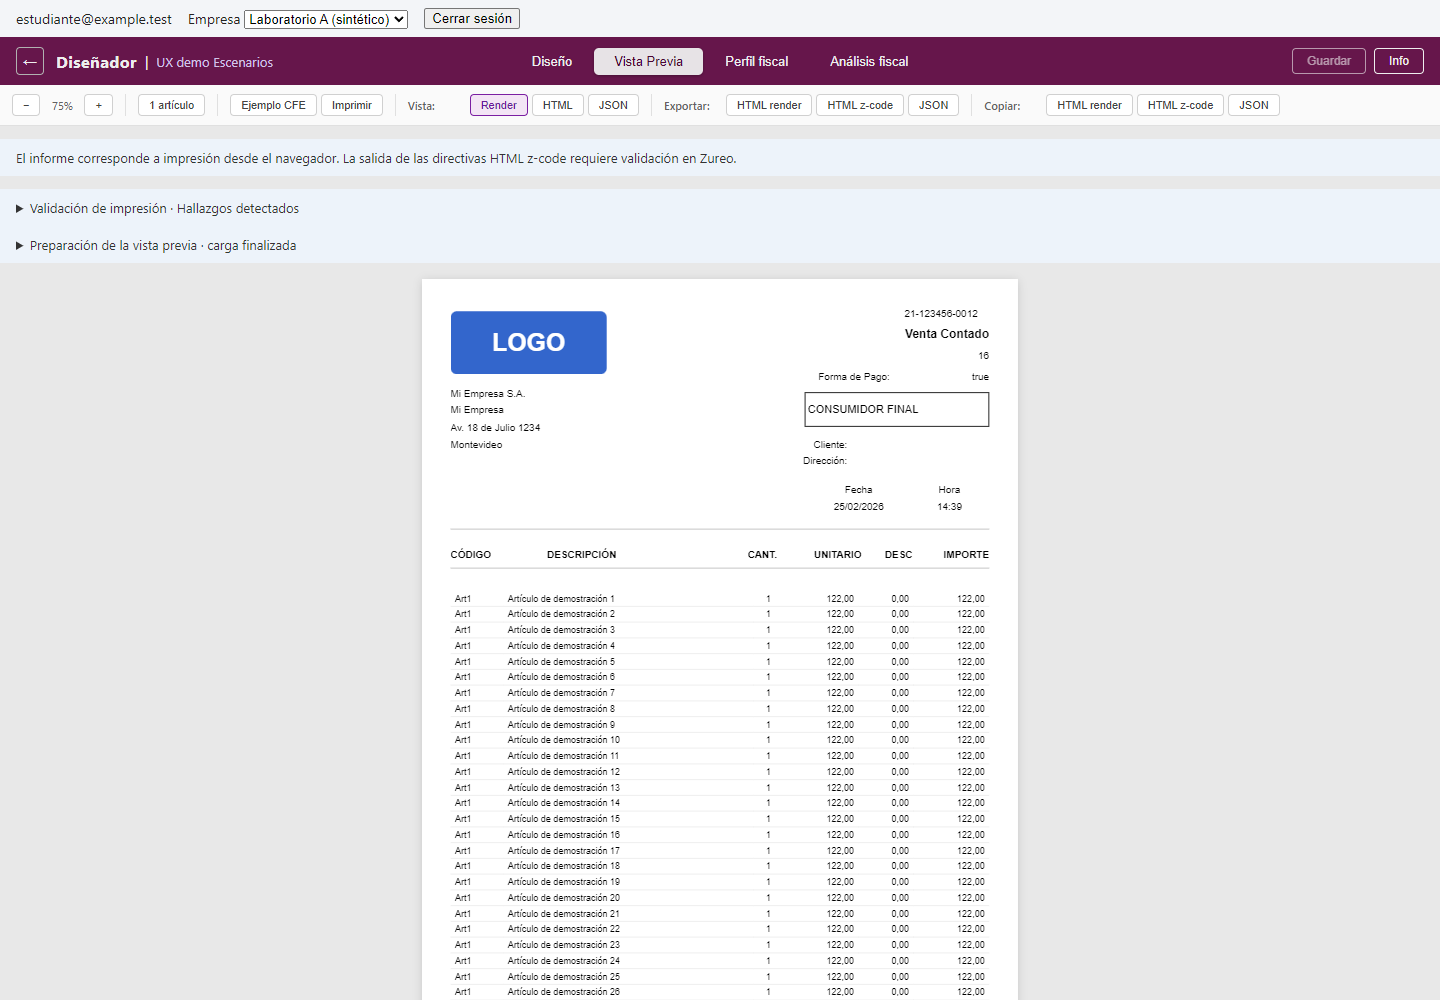 estudiante@example.test Empresa Laboratorio A (sintético) Cerrar sesión
← Diseñador | UX demo Escenarios Diseño Vista Previa Perfil fiscal Análisis fiscal Guardar Info
− 75% + 1 artículo Ejemplo CFE Imprimir Vista: Render HTML JSON Exportar: HTML render HTML z-code JSON Copiar: HTML render HTML z-code JSON
El informe corresponde a impresión desde el navegador. La salida de las directivas HTML z-code requiere validación en Zureo.
Validación de impresión · Hallazgos detectados
Preparación de la vista previa · carga finalizada
LOGO
Mi Empresa S.A.
Mi Empresa
Av. 18 de Julio 1234
Montevideo
21-123456-0012
Venta Contado
16
Forma de Pago: true
CONSUMIDOR FINAL
Cliente:
Dirección:
Fecha Hora
25/02/2026 14:39
CÓDIGO DESCRIPCIÓN CANT. UNITARIO DESC IMPORTE
Art1 Artículo de demostración 1 1 122,00 0,00 122,00
Art1 Artículo de demostración 2 1 122,00 0,00 122,00
Art1 Artículo de demostración 3 1 122,00 0,00 122,00
Art1 Artículo de demostración 4 1 122,00 0,00 122,00
Art1 Artículo de demostración 5 1 122,00 0,00 122,00
Art1 Artículo de demostración 6 1 122,00 0,00 122,00
Art1 Artículo de demostración 7 1 122,00 0,00 122,00
Art1 Artículo de demostración 8 1 122,00 0,00 122,00
Art1 Artículo de demostración 9 1 122,00 0,00 122,00
Art1 Artículo de demostración 10 1 122,00 0,00 122,00
Art1 Artículo de demostración 11 1 122,00 0,00 122,00
Art1 Artículo de demostración 12 1 122,00 0,00 122,00
Art1 Artículo de demostración 13 1 122,00 0,00 122,00
Art1 Artículo de demostración 14 1 122,00 0,00 122,00
Art1 Artículo de demostración 15 1 122,00 0,00 122,00
Art1 Artículo de demostración 16 1 122,00 0,00 122,00
Art1 Artículo de demostración 17 1 122,00 0,00 122,00
Art1 Artículo de demostración 18 1 122,00 0,00 122,00
Art1 Artículo de demostración 19 1 122,00 0,00 122,00
Art1 Artículo de demostración 20 1 122,00 0,00 122,00
Art1 Artículo de demostración 21 1 122,00 0,00 122,00
Art1 Artículo de demostración 22 1 122,00 0,00 122,00
Art1 Artículo de demostración 23 1 122,00 0,00 122,00
Art1 Artículo de demostración 24 1 122,00 0,00 122,00
Art1 Artículo de demostración 25 1 122,00 0,00 122,00
Art1 Artículo de demostración 26 1 122,00 0,00 122,00